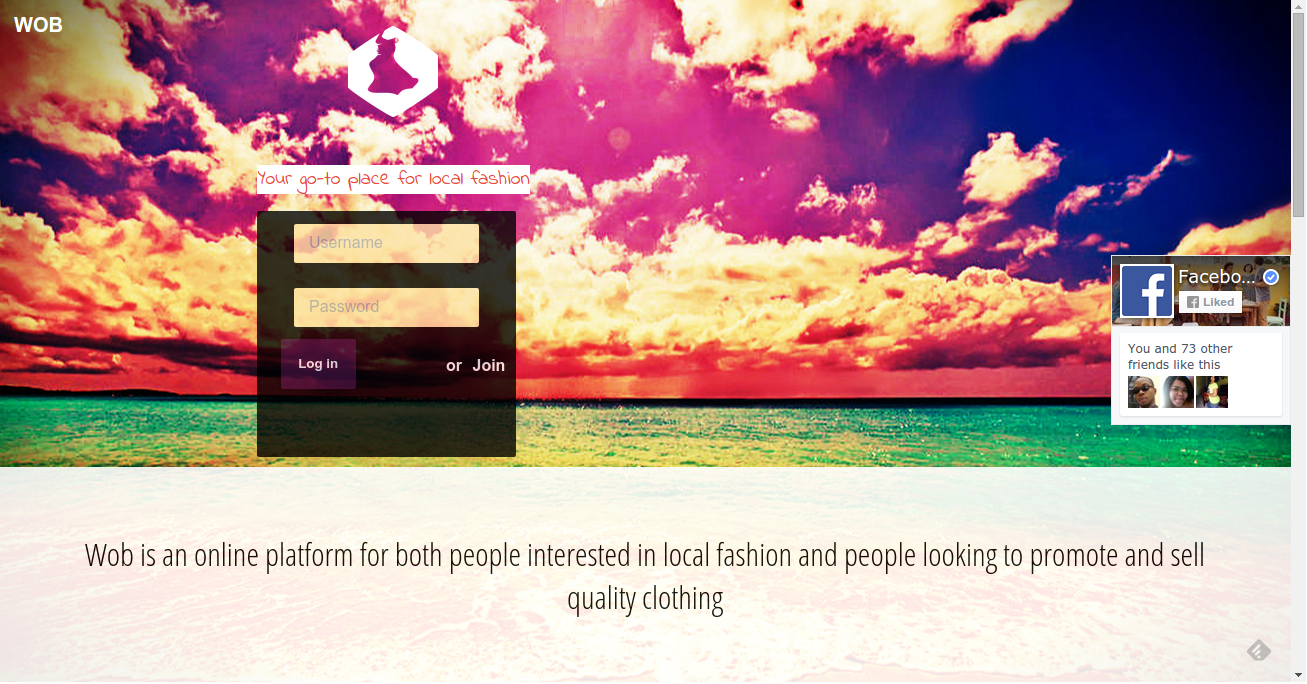 WOB
Your go-to place for local fashion
Username
Password
Log in
or Join
Facebo...
Liked
You and 73 other
friends like this
Wob is an online platform for both people interested in local fashion and people looking to promote and sell
quality clothing